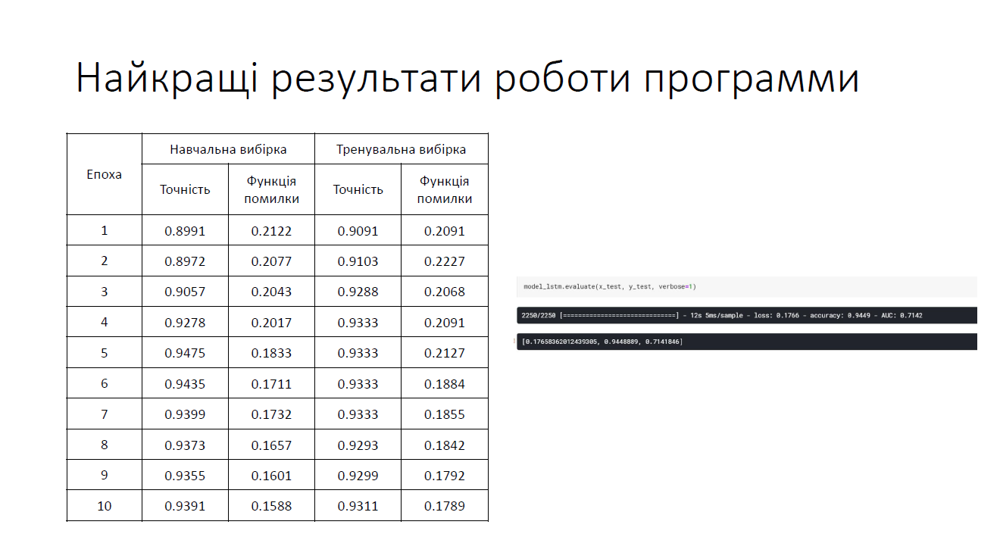 Найкращі результати роботи программи
Навчальна вибірка Тренувальна вибірка
Епоха
Точність Функція помилки Точність Функція помилки
1 0.8991 0.2122 0.9091 0.2091
2 0.8972 0.2077 0.9103 0.2227
3 0.9057 0.2043 0.9288 0.2068
4 0.9278 0.2017 0.9333 0.2091
5 0.9475 0.1833 0.9333 0.2127
6 0.9435 0.1711 0.9333 0.1884
7 0.9399 0.1732 0.9333 0.1855
8 0.9373 0.1657 0.9293 0.1842
9 0.9355 0.1601 0.9299 0.1792
10 0.9391 0.1588 0.9311 0.1789
model_lstm.evaluate(x_test, y_test, verbose=1)
2250/2250 [==============================] - 12s 5ms/sample - loss: 0.1766 - accuracy: 0.9449 - AUC: 0.7142
[0.17658362012439305, 0.9448889, 0.7141846]